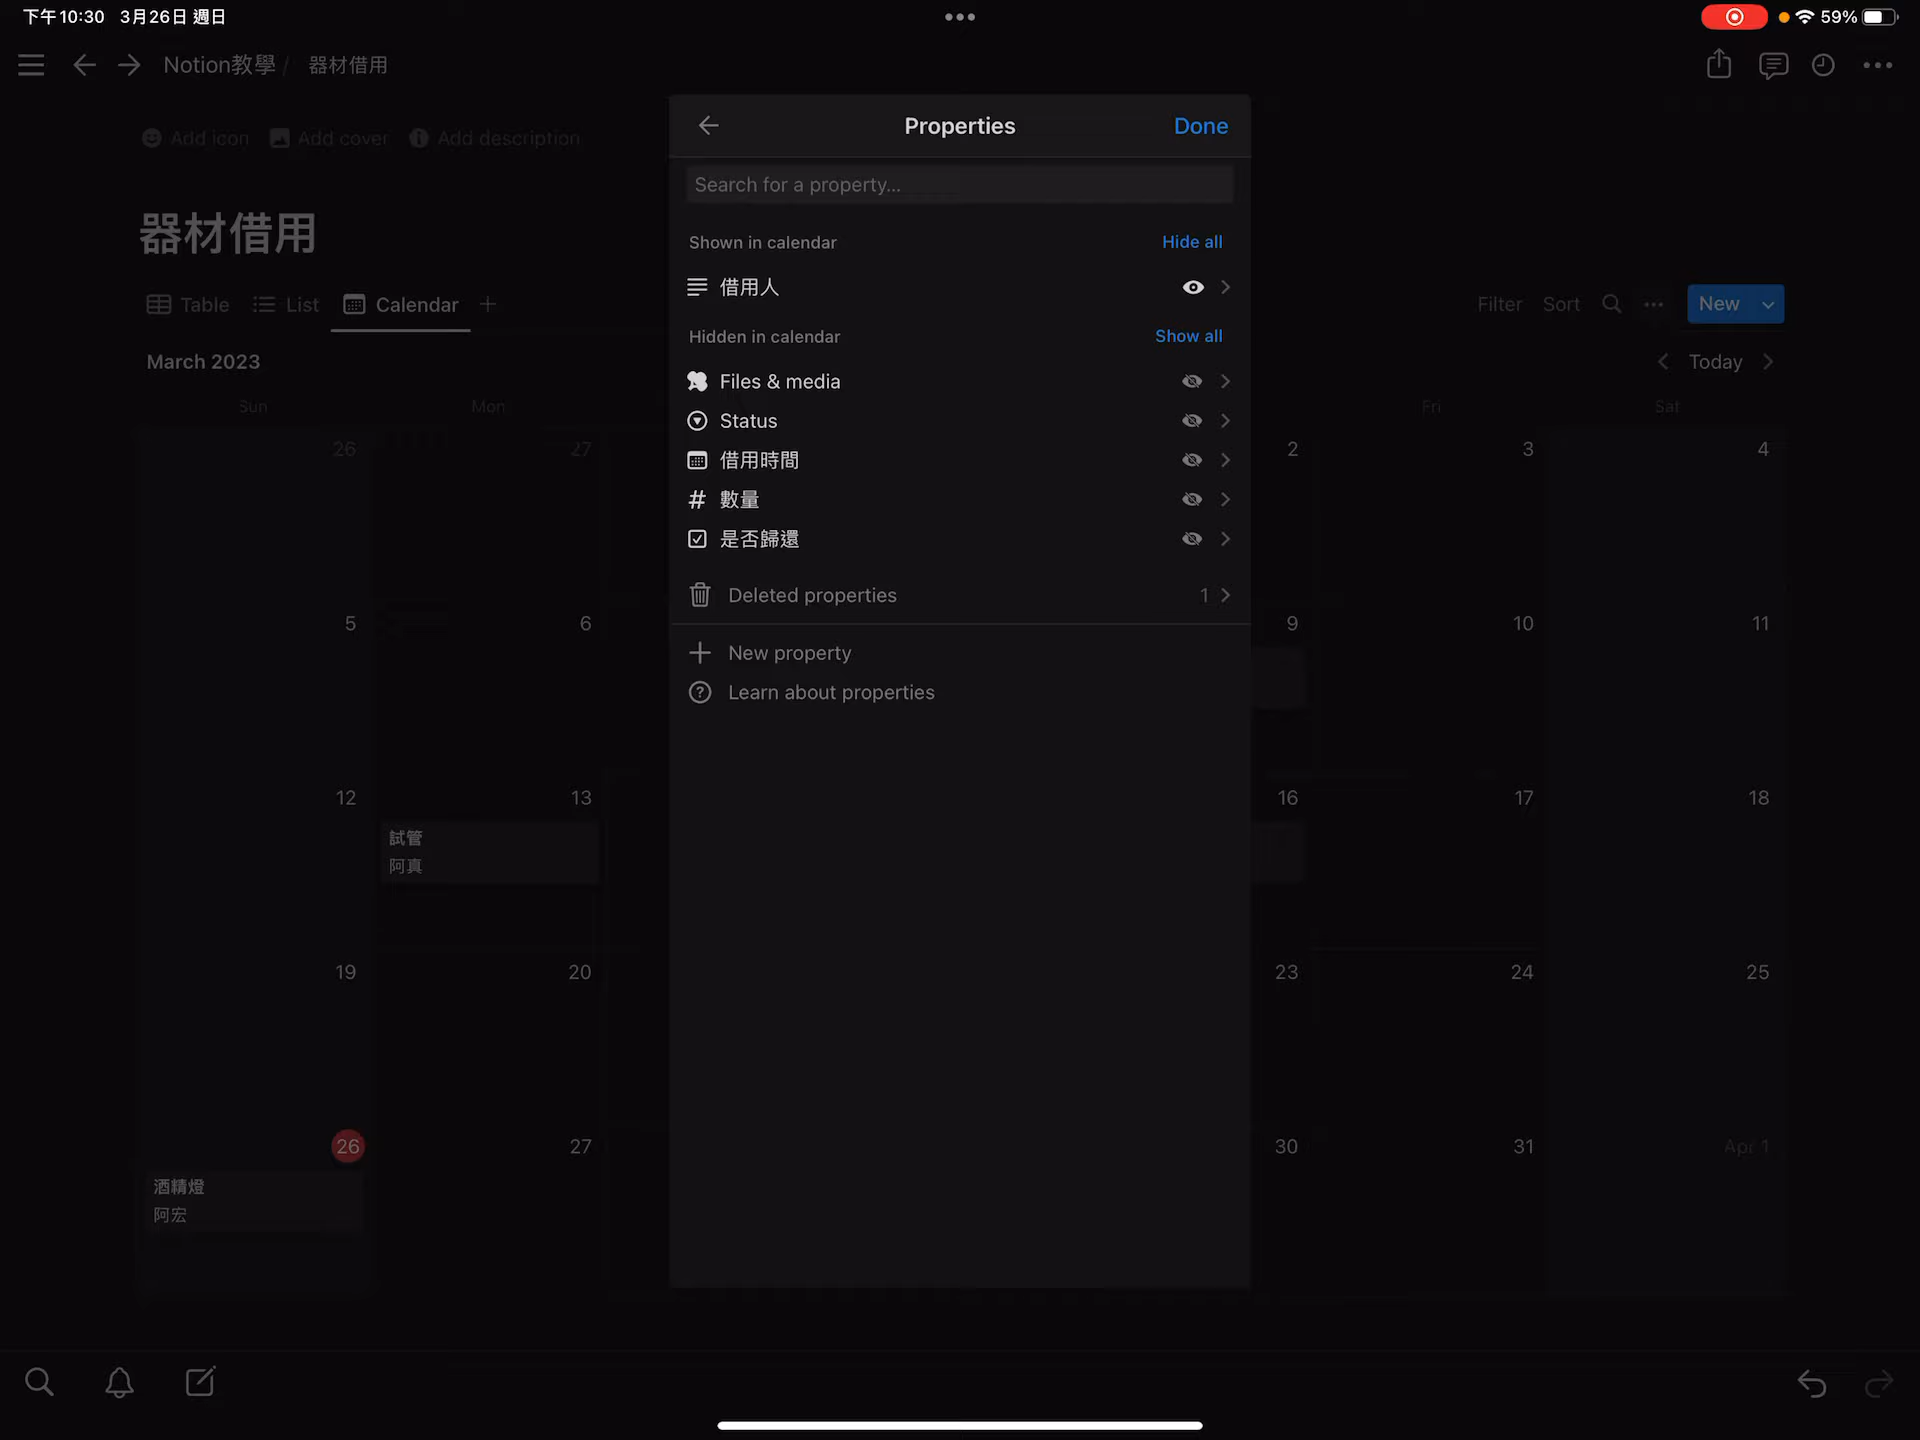 下午10:30 3月26日 週日
59%
Notion教學 / 器材借用
Add icon Add cover Add description
器材借用
Table List Calendar
Filter Sort New
March 2023
Today
Sun Mon Fri Sat
26 27 2 3 4
5 6 9 10 11
12 13 16 17 18
試管
阿真
19 20 23 24 25
26 27 30 31 Apr 1
酒精燈
阿宏
Properties Done
Search for a property...
Shown in calendar Hide all
借用人
Hidden in calendar Show all
Files & media
Status
借用時間
數量
是否歸還
Deleted properties 1
New property
Learn about properties